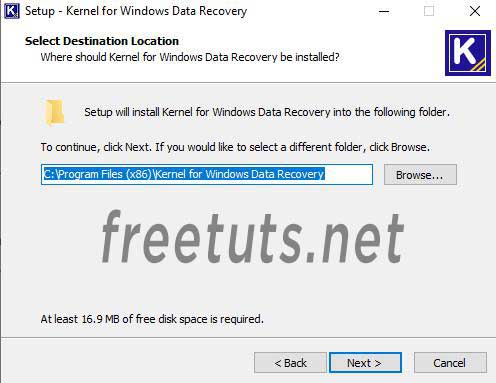 Setup - Kernel for Windows Data Recovery
Select Destination Location
Where should Kernel for Windows Data Recovery be installed?
K
Setup will install Kernel for Windows Data Recovery into the following folder.
To continue, click Next. If you would like to select a different folder, click Browse.
C:\Program Files (x86)\Kernel for Windows Data Recovery
Browse...
freetuts.net
At least 16.9 MB of free disk space is required.
< Back
Next >
Cancel